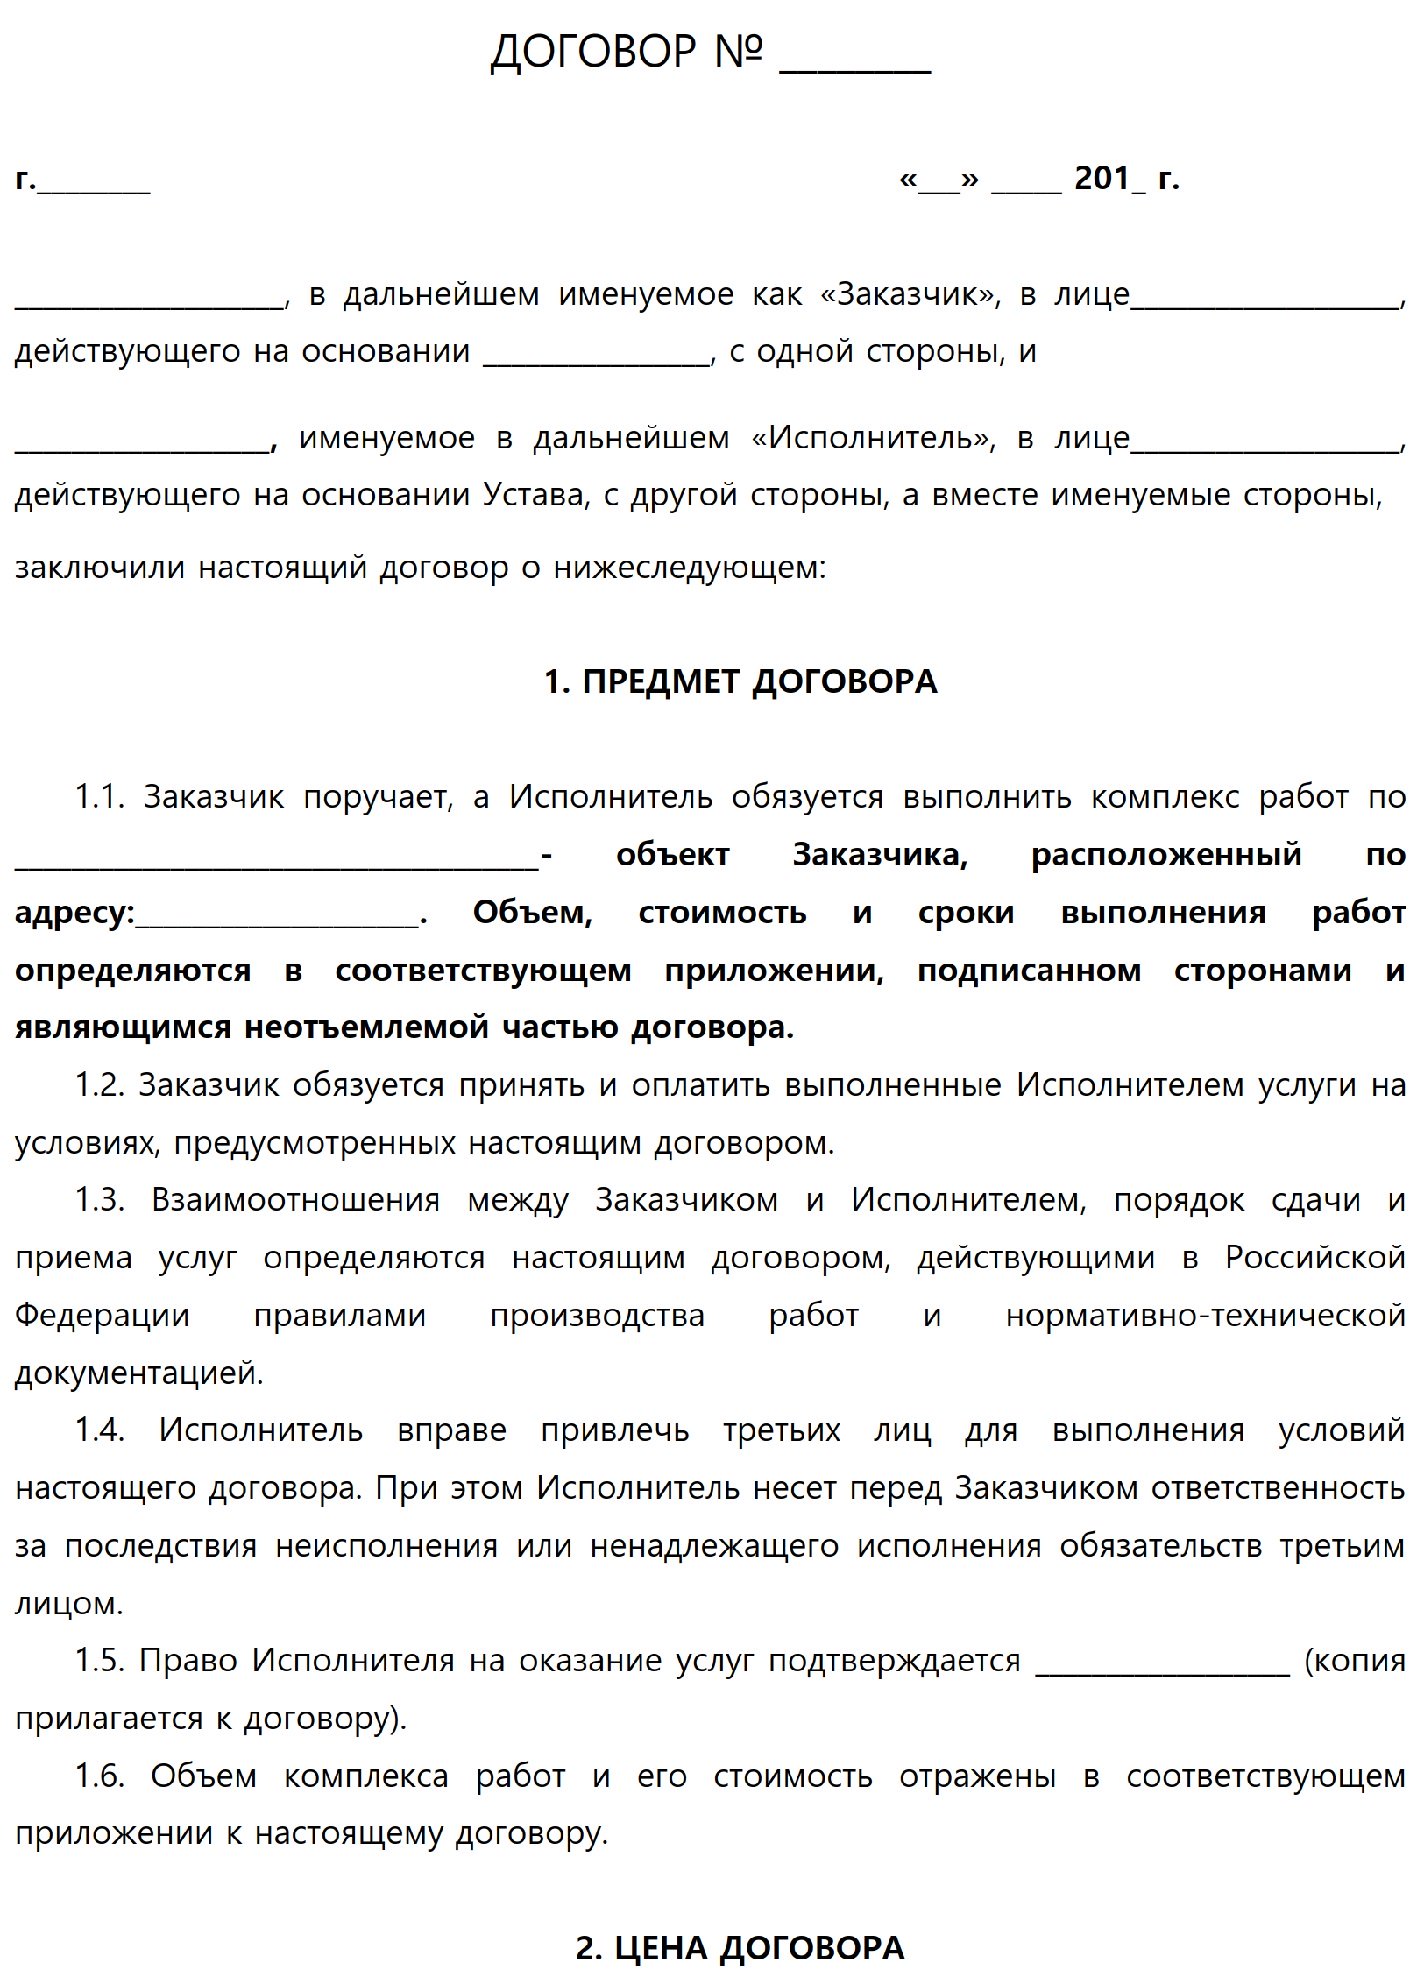 ДОГОВОР № ________
г.________ «___» _____ 201_ г.
___________________, в дальнейшем именуемое как «Заказчик», в лице___________________,
действующего на основании ________________, с одной стороны, и
__________________, именуемое в дальнейшем «Исполнитель», в лице___________________,
действующего на основании Устава, с другой стороны, а вместе именуемые стороны,
заключили настоящий договор о нижеследующем:
1. ПРЕДМЕТ ДОГОВОРА
1.1. Заказчик поручает, а Исполнитель обязуется выполнить комплекс работ по
_____________________________________- объект Заказчика, расположенный по
адресу:____________________. Объем, стоимость и сроки выполнения работ
определяются в соответствующем приложении, подписанном сторонами и
являющимся неотъемлемой частью договора.
1.2. Заказчик обязуется принять и оплатить выполненные Исполнителем услуги на
условиях, предусмотренных настоящим договором.
1.3. Взаимоотношения между Заказчиком и Исполнителем, порядок сдачи и
приема услуг определяются настоящим договором, действующими в Российской
Федерации правилами производства работ и нормативно-технической
документацией.
1.4. Исполнитель вправе привлечь третьих лиц для выполнения условий
настоящего договора. При этом Исполнитель несет перед Заказчиком ответственность
за последствия неисполнения или ненадлежащего исполнения обязательств третьим
лицом.
1.5. Право Исполнителя на оказание услуг подтверждается __________________ (копия
прилагается к договору).
1.6. Объем комплекса работ и его стоимость отражены в соответствующем
приложении к настоящему договору.
2. ЦЕНА ДОГОВОРА